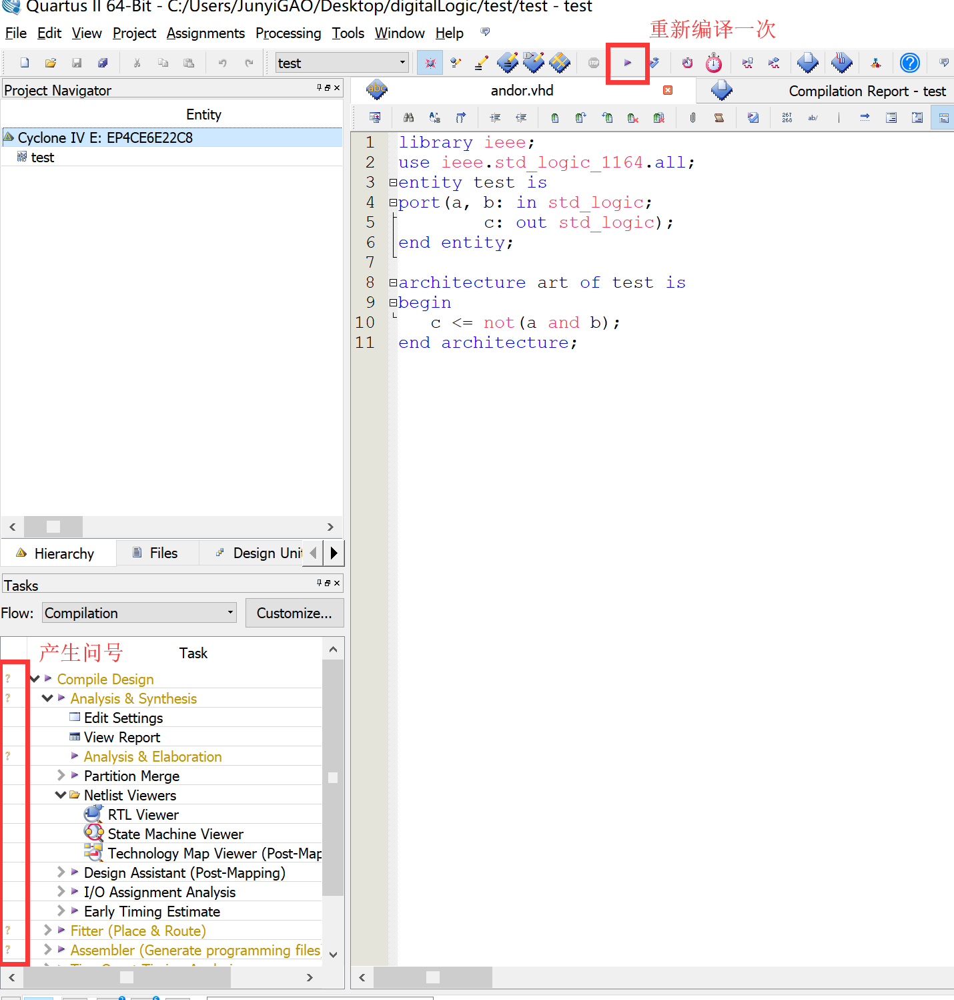 Quartus II 64-Bit - C:/Users/JunyiGAO/Desktop/digitalLogic/test/test - test
File Edit View Project Assignments Processing Tools Window Help
重新编译一次
test
STOP
Project Navigator
Entity
Cyclone IV E: EP4CE6E22C8
test
Hierarchy Files Design Unit
Tasks
Flow: Compilation Customize...
产生问号
Task
? Compile Design
? Analysis & Synthesis
Edit Settings
View Report
? Analysis & Elaboration
Partition Merge
Netlist Viewers
RTL Viewer
State Machine Viewer
Technology Map Viewer (Post-Map
Design Assistant (Post-Mapping)
I/O Assignment Analysis
Early Timing Estimate
? Fitter (Place & Route)
? Assembler (Generate programming files
abc andor.vhd Compilation Report - test
267
268
ab/
1 library ieee;
2 use ieee.std_logic_1164.all;
3 entity test is
4 port(a, b: in std_logic;
5 c: out std_logic);
6 end entity;
7
8 architecture art of test is
9 begin
10 c <= not(a and b);
11 end architecture;